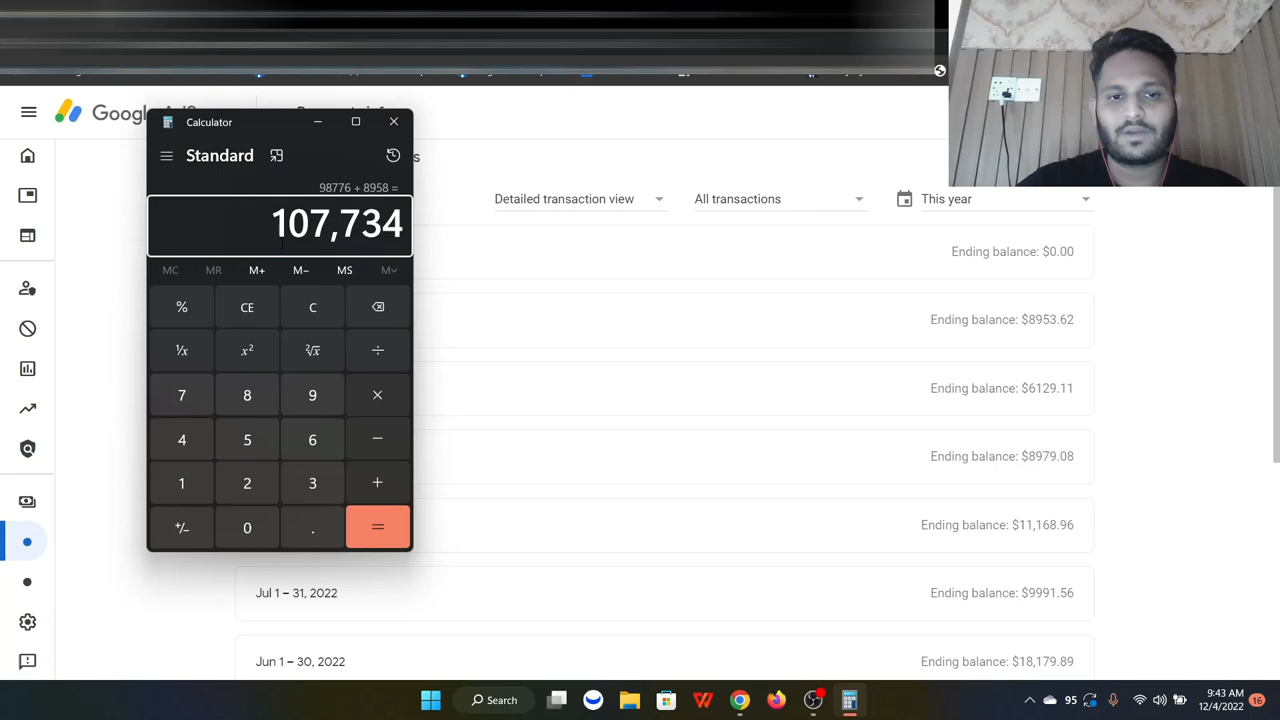 Google
Calculator
Standard
98776 + 8958 =
107,734
MC MR M+ M− MS M
% CE C
¹/x x² ²√x ÷
7 8 9 ×
4 5 6 −
1 2 3 +
+/− 0 . =
s
Detailed transaction view
All transactions
This year
Ending balance: $0.00
Ending balance: $8953.62
Ending balance: $6129.11
Ending balance: $8979.08
Ending balance: $11,168.96
Jul 1 – 31, 2022
Ending balance: $9991.56
Jun 1 – 30, 2022
Ending balance: $18,179.89
Search
95
9:43 AM
12/4/2022
16